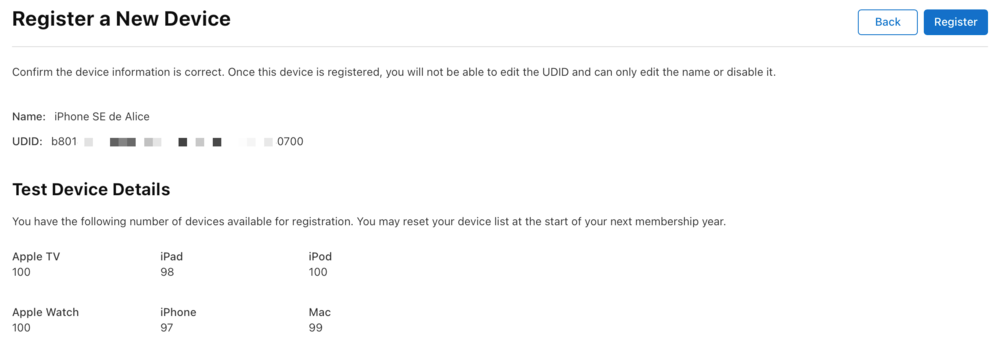 Register a New Device
Back
Register
Confirm the device information is correct. Once this device is registered, you will not be able to edit the UDID and can only edit the name or disable it.
Name: iPhone SE de Alice
UDID: b801 0700
Test Device Details
You have the following number of devices available for registration. You may reset your device list at the start of your next membership year.
Apple TV iPad iPod
100 98 100
Apple Watch iPhone Mac
100 97 99